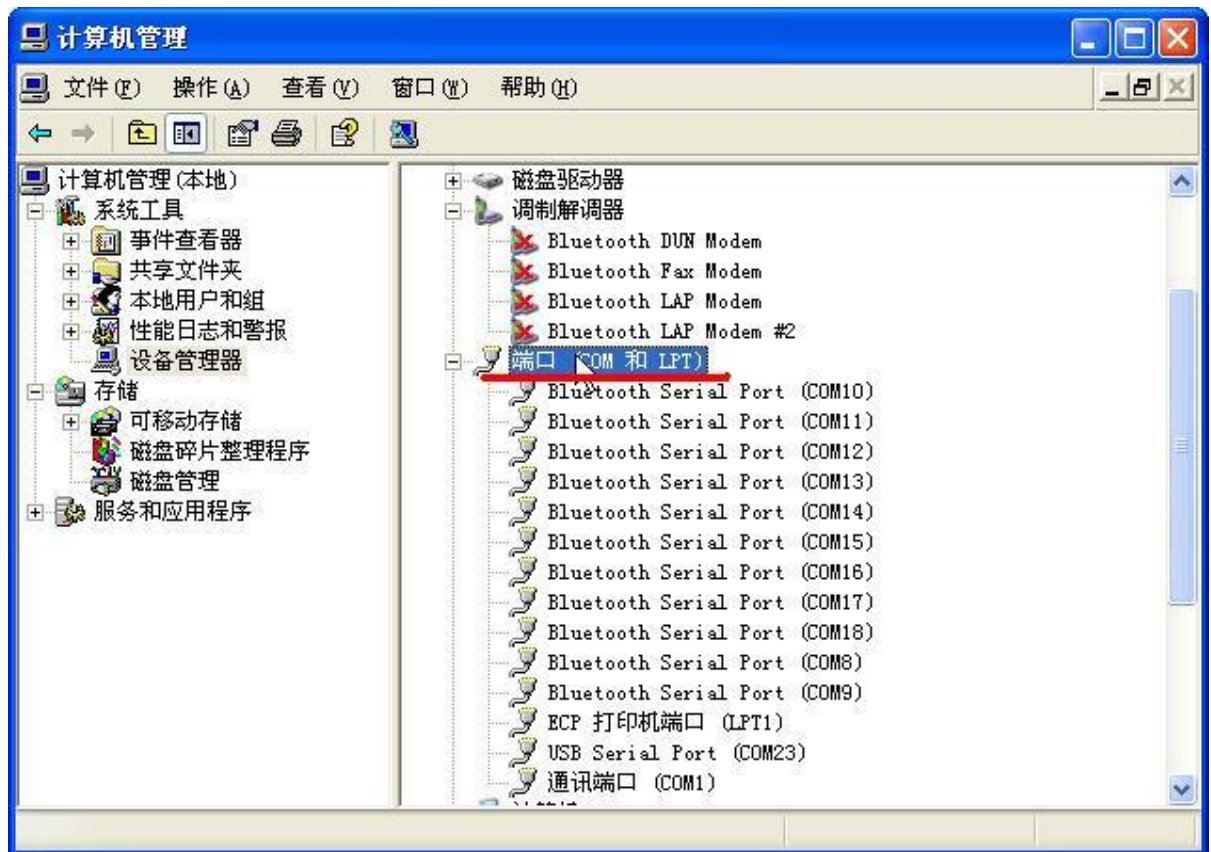 计算机管理
文件(F) 操作(A) 查看(V) 窗口(W) 帮助(H)
计算机管理(本地)
系统工具
事件查看器
共享文件夹
本地用户和组
性能日志和警报
设备管理器
存储
可移动存储
磁盘碎片整理程序
磁盘管理
服务和应用程序
磁盘驱动器
调制解调器
Bluetooth DUN Modem
Bluetooth Fax Modem
Bluetooth LAP Modem
Bluetooth LAP Modem #2
端口 (COM 和 LPT)
Bluetooth Serial Port (COM10)
Bluetooth Serial Port (COM11)
Bluetooth Serial Port (COM12)
Bluetooth Serial Port (COM13)
Bluetooth Serial Port (COM14)
Bluetooth Serial Port (COM15)
Bluetooth Serial Port (COM16)
Bluetooth Serial Port (COM17)
Bluetooth Serial Port (COM18)
Bluetooth Serial Port (COM8)
Bluetooth Serial Port (COM9)
ECP 打印机端口 (LPT1)
USB Serial Port (COM23)
通讯端口 (COM1)